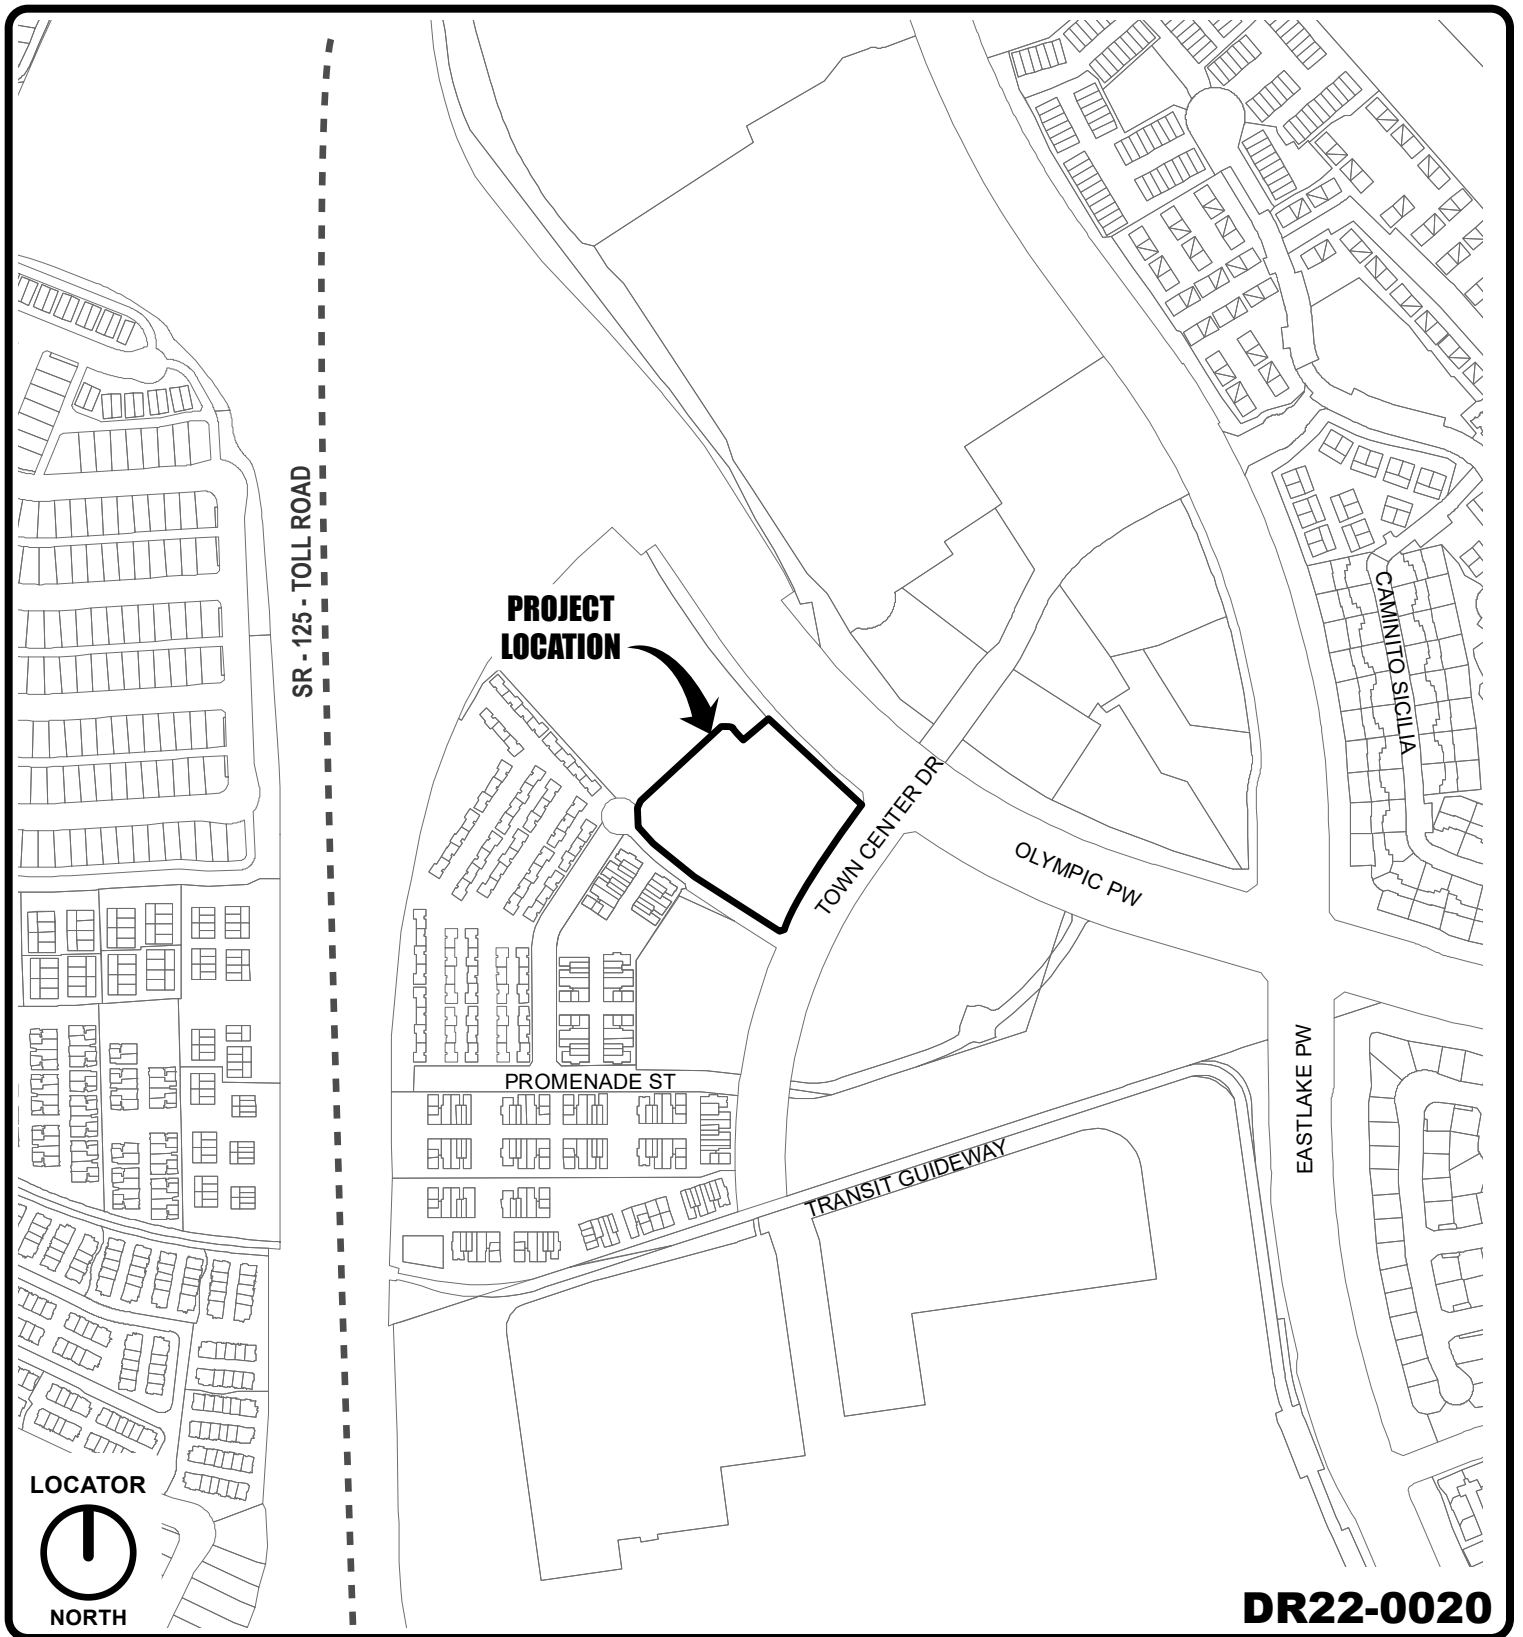 SR - 125 - TOLL ROAD
PROJECT
LOCATION
CAMINITO SICILIA
TOWN CENTER DR
OLYMPIC PW
PROMENADE ST
EASTLAKE PW
TRANSIT GUIDEWAY
LOCATOR
NORTH
DR22-0020